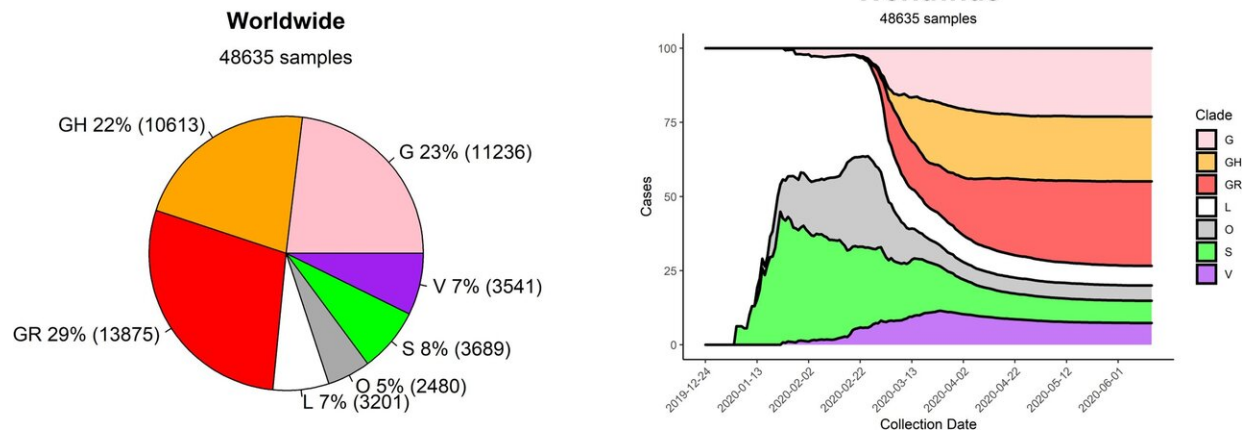 Worldwide
48635 samples
GH 22% (10613)
G 23% (11236)
V 7% (3541)
S 8% (3689)
O 5% (2480)
L 7% (3201)
GR 29% (13875)
48635 samples
100
75
50
25
0
Cases
2019-12-24
2020-01-13
2020-02-02
2020-02-22
2020-03-13
2020-04-02
2020-04-22
2020-05-12
2020-06-01
Collection Date
Clade
G
GH
GR
L
O
S
V